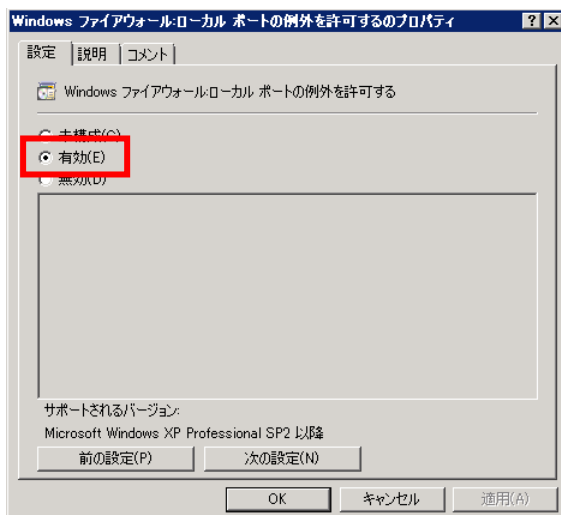 Windows ファイアウォール:ローカル ポートの例外を許可するのプロパティ
設定 説明 コメント
Windows ファイアウォール:ローカル ポートの例外を許可する
未構成(C)
有効(E)
無効(D)
サポートされるバージョン:
Microsoft Windows XP Professional SP2 以降
前の設定(P) 次の設定(N)
OK キャンセル 適用(A)